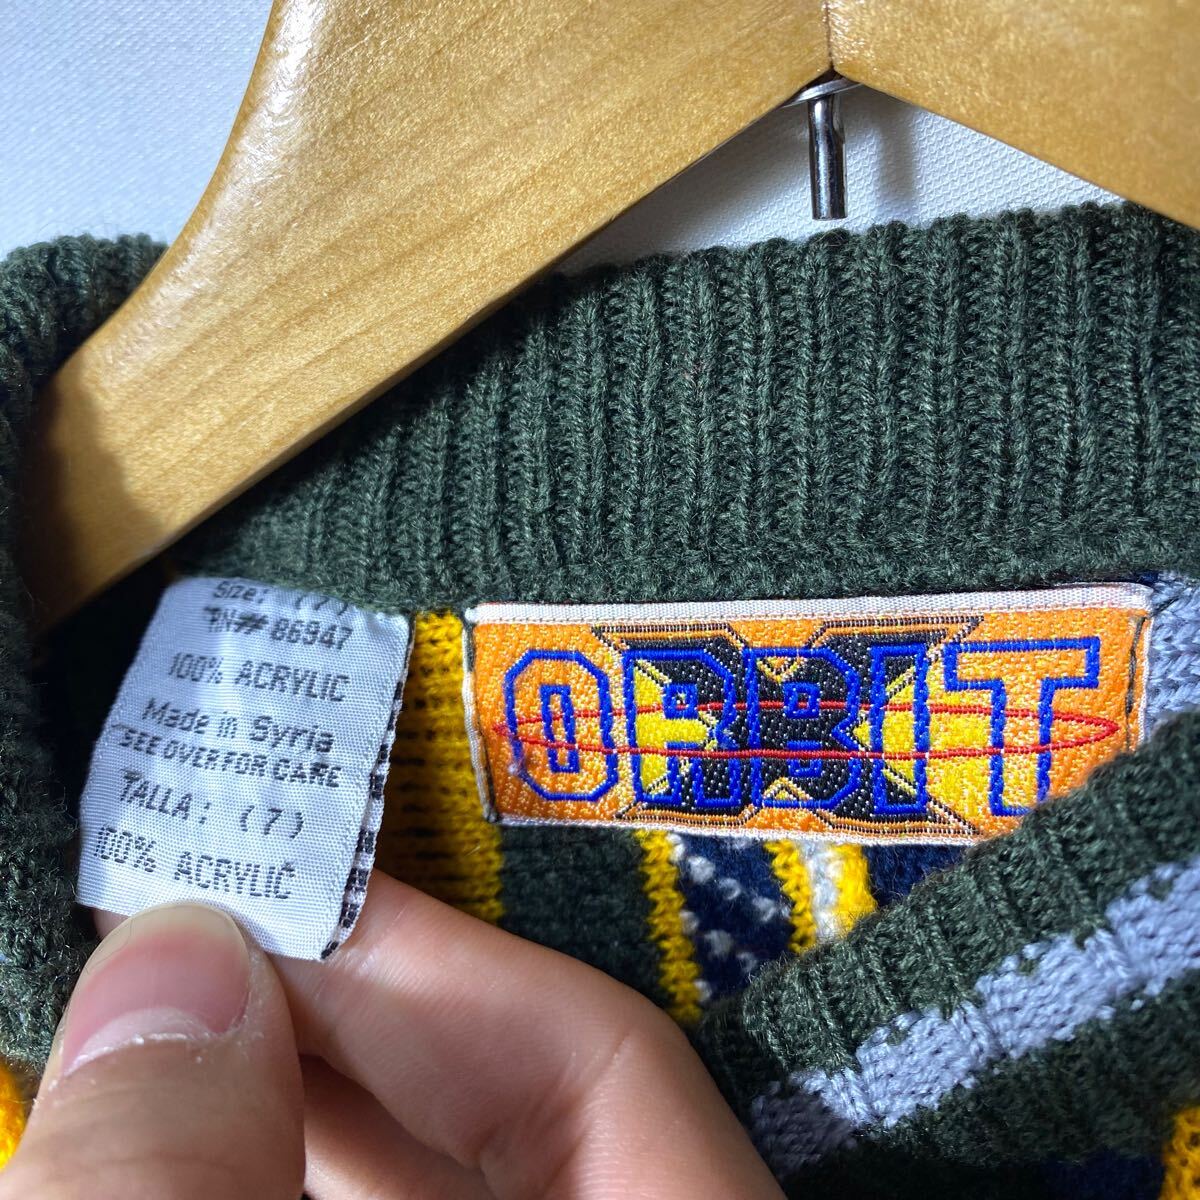 Size: (7)
RN## 86947
100% ACRYLIC
Made in Syria
SEE OVER FOR CARE
TALLA: (7)
100% ACRYLIC
ORBIT